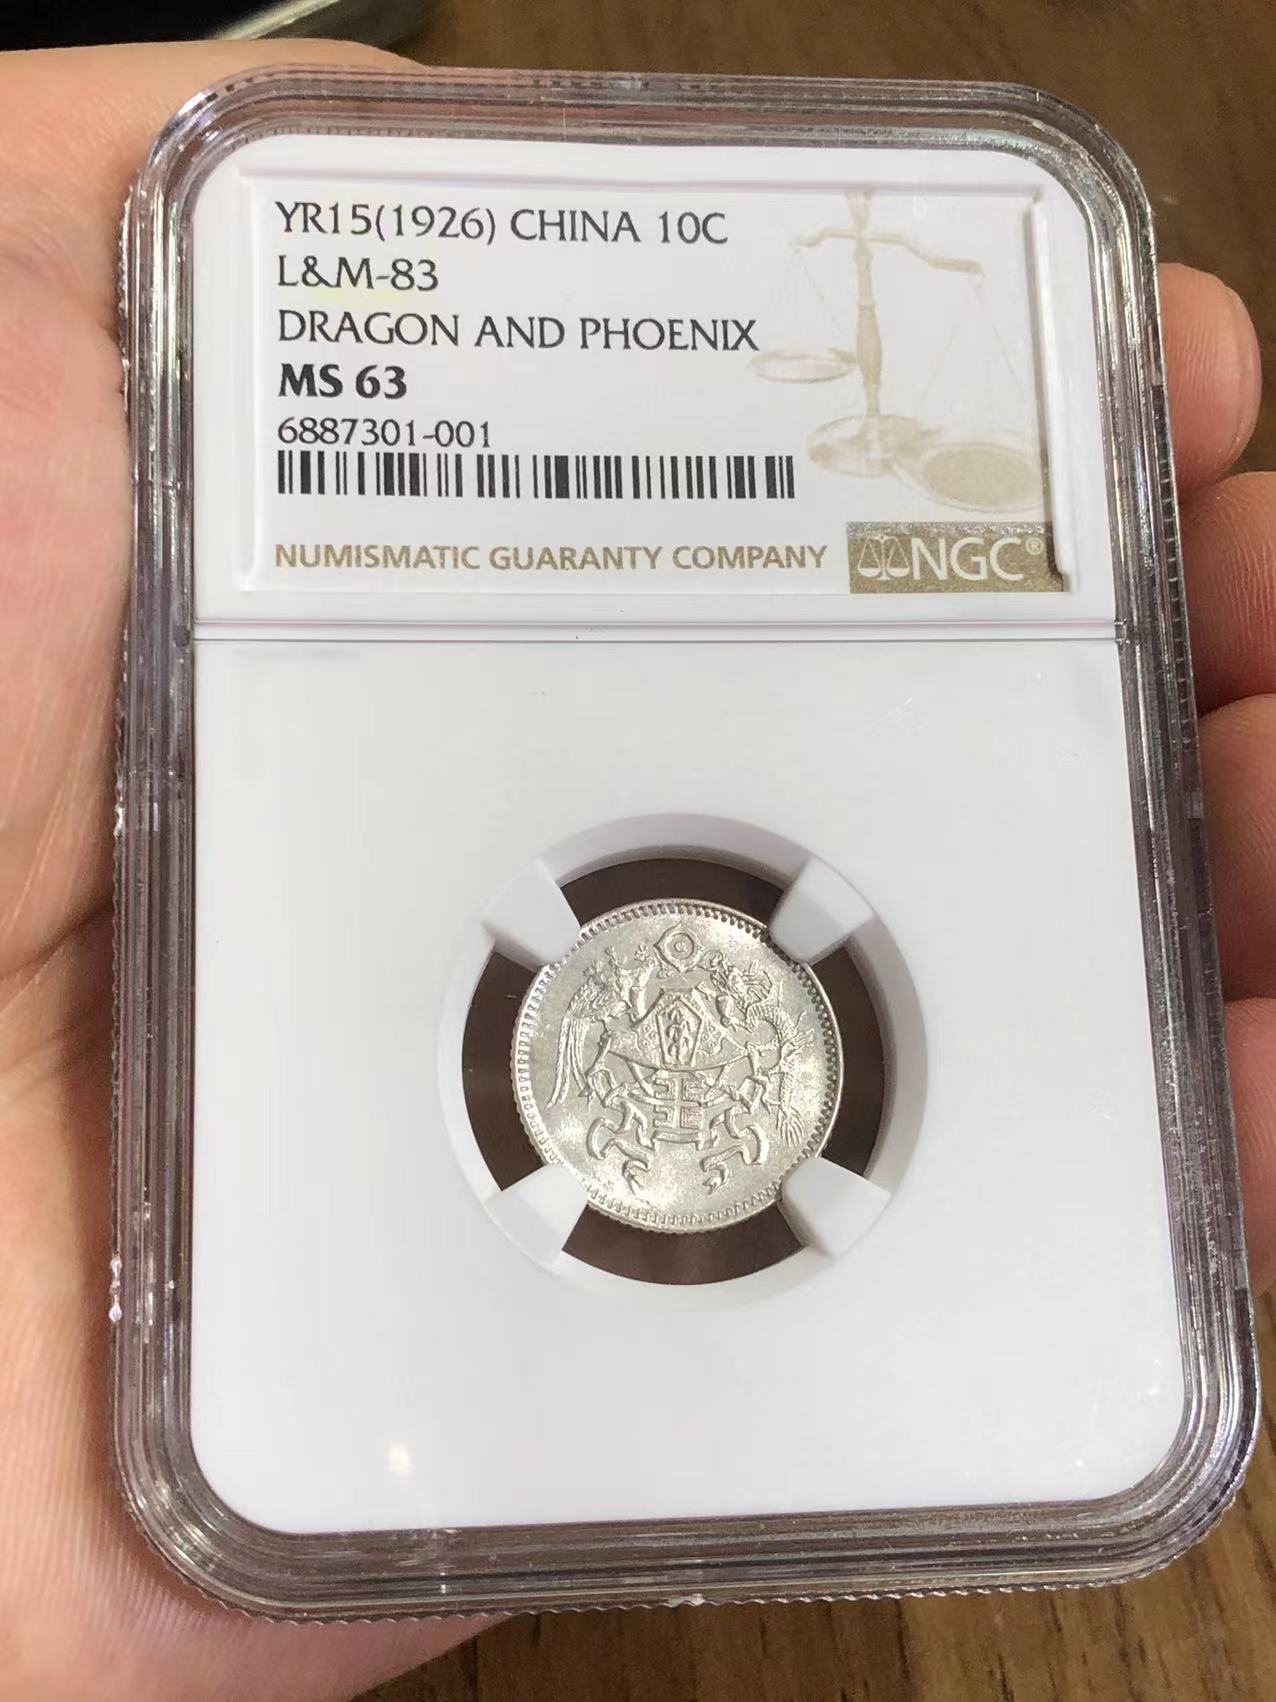 YR15(1926) CHINA 10C
L&M-83
DRAGON AND PHOENIX
MS 63
6887301-001
NUMISMATIC GUARANTY COMPANY NGC®